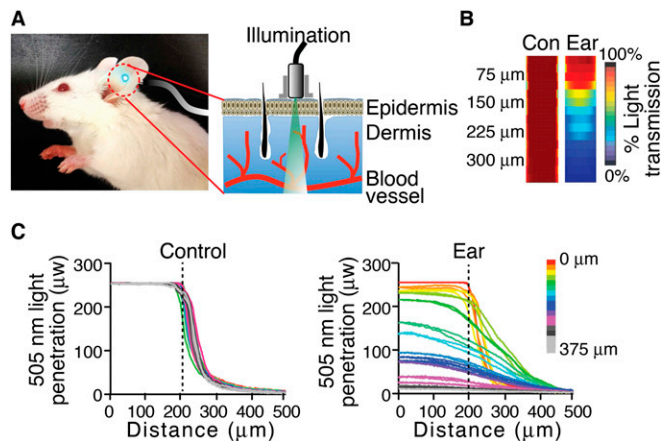 A
Illumination
Epidermis
Dermis
Blood
vessel
B
Con Ear
75 μm
150 μm
225 μm
300 μm
100%
0%
% Light
transmission
C
Control
505 nm light
penetration (μw)
300
200
100
0
0 100 200 300 400 500
Distance (μm)
Ear
505 nm light
penetration (μw)
300
200
100
0
0 100 200 300 400 500
Distance (μm)
0 μm
375 μm